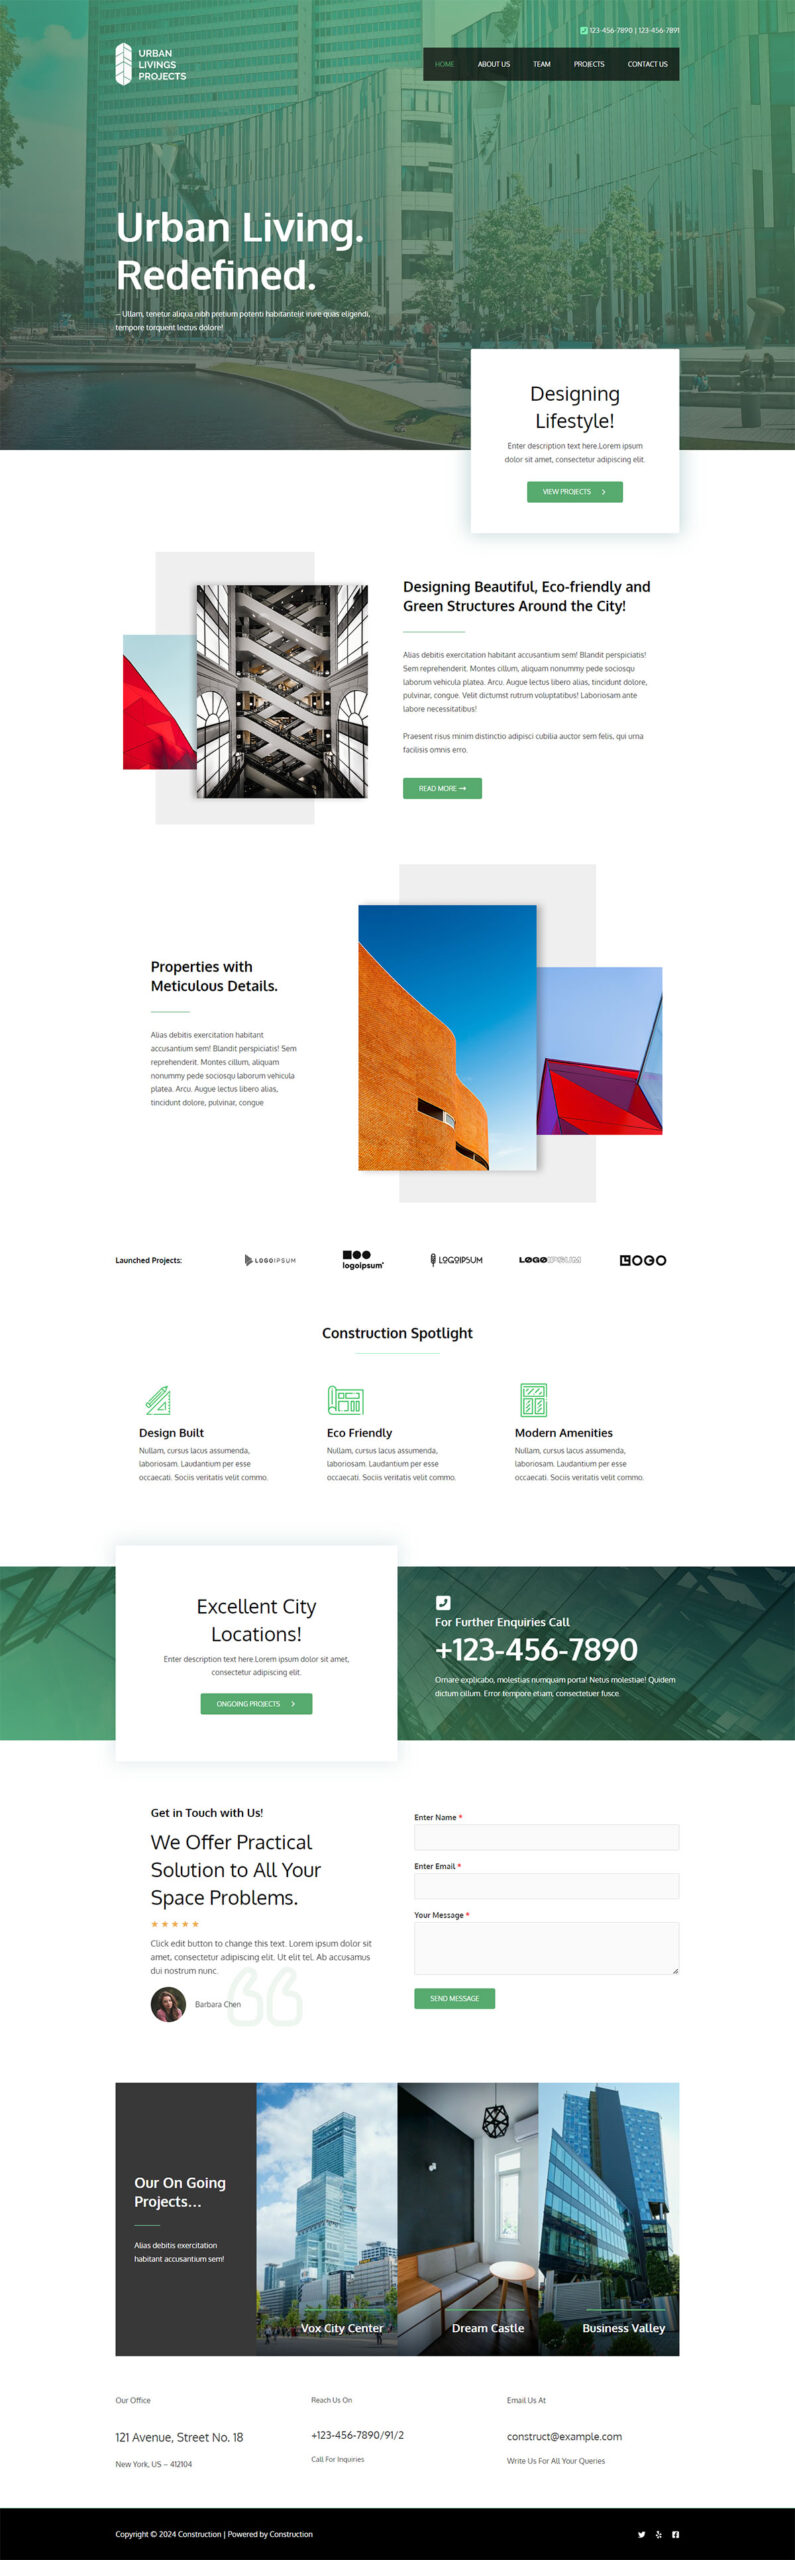 123-456-7890 | 123-456-7891
URBAN
LIVINGS
PROJECTS
HOME ABOUT US TEAM PROJECTS CONTACT US
Urban Living.
Redefined.
– Ullam, tenetur aliqua nibh pretium potenti habitantelit irure quas eligendi,
tempore torquent lectus dolore!
Designing
Lifestyle!
Enter description text here.Lorem ipsum
dolor sit amet, consectetur adipiscing elit.
VIEW PROJECTS
Designing Beautiful, Eco-friendly and
Green Structures Around the City!
Alias debitis exercitation habitant accusantium sem! Blandit perspiciatis!
Sem reprehenderit. Montes cillum, aliquam nonummy pede sociosqu
laborum vehicula platea. Arcu. Augue lectus libero alias, tincidunt dolore,
pulvinar, congue. Velit dictumst rutrum voluptatibus! Laboriosam ante
labore necessitatibus!
Praesent risus minim distinctio adipisci cubilia auctor sem felis, qui urna
facilisis omnis erro.
READ MORE
Properties with
Meticulous Details.
Alias debitis exercitation habitant
accusantium sem! Blandit perspiciatis! Sem
reprehenderit. Montes cillum, aliquam
nonummy pede sociosqu laborum vehicula
platea. Arcu. Augue lectus libero alias,
tincidunt dolore, pulvinar, congue
Launched Projects:
LOGOIPSUM
logoipsum
LOGOIPSUM
LOGOIPSUM
LOGO
Construction Spotlight
Design Built
Nullam, cursus lacus assumenda,
laboriosam. Laudantium per esse
occaecati. Sociis veritatis velit commo.
Eco Friendly
Nullam, cursus lacus assumenda,
laboriosam. Laudantium per esse
occaecati. Sociis veritatis velit commo.
Modern Amenities
Nullam, cursus lacus assumenda,
laboriosam. Laudantium per esse
occaecati. Sociis veritatis velit commo.
Excellent City
Locations!
Enter description text here.Lorem ipsum dolor sit amet,
consectetur adipiscing elit.
ONGOING PROJECTS
For Further Enquiries Call
+123-456-7890
Ornare explicabo, molestias numquam porta! Netus molestiae! Quidem
dictum cillum. Error tempore etiam, consectetuer fusce.
Get in Touch with Us!
We Offer Practical
Solution to All Your
Space Problems.
★★★★★
Click edit button to change this text. Lorem ipsum dolor sit
amet, consectetur adipiscing elit. Ut elit tel. Ab accusamus
dui nostrum nunc.
Barbara Chen
Enter Name *
Enter Email *
Your Message *
SEND MESSAGE
Our On Going
Projects...
Alias debitis exercitation
habitant accusantium sem!
Vox City Center
Dream Castle
Business Valley
Our Office
121 Avenue, Street No. 18
New York, US – 412104
Reach Us On
+123-456-7890/91/2
Call For Inquiries
Email Us At
construct@example.com
Write Us For All Your Queries
Copyright © 2024 Construction | Powered by Construction